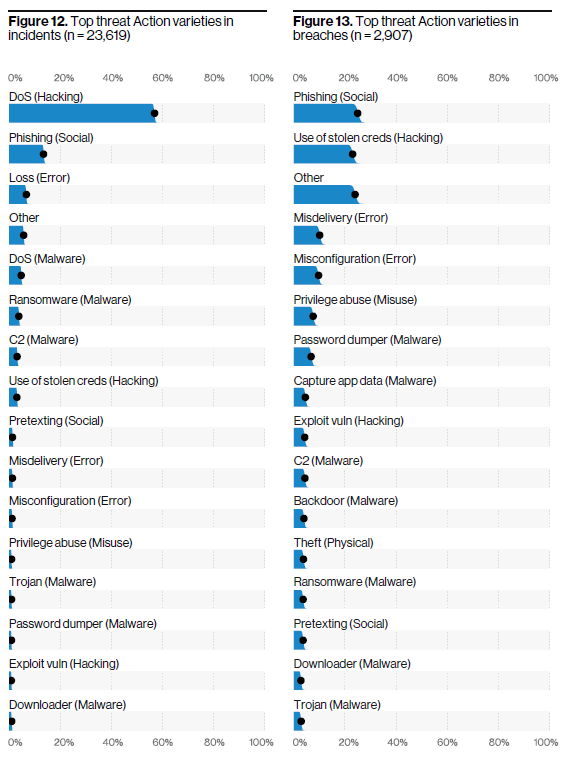 Figure 12. Top threat Action varieties in
incidents (n = 23,619)
0% 20% 40% 60% 80% 100%
DoS (Hacking)
Phishing (Social)
Loss (Error)
Other
DoS (Malware)
Ransomware (Malware)
C2 (Malware)
Use of stolen creds (Hacking)
Pretexting (Social)
Misdelivery (Error)
Misconfiguration (Error)
Privilege abuse (Misuse)
Trojan (Malware)
Password dumper (Malware)
Exploit vuln (Hacking)
Downloader (Malware)
0% 20% 40% 60% 80% 100%
Figure 13. Top threat Action varieties in
breaches (n = 2,907)
0% 20% 40% 60% 80% 100%
Phishing (Social)
Use of stolen creds (Hacking)
Other
Misdelivery (Error)
Misconfiguration (Error)
Privilege abuse (Misuse)
Password dumper (Malware)
Capture app data (Malware)
Exploit vuln (Hacking)
C2 (Malware)
Backdoor (Malware)
Theft (Physical)
Ransomware (Malware)
Pretexting (Social)
Downloader (Malware)
Trojan (Malware)
0% 20% 40% 60% 80% 100%